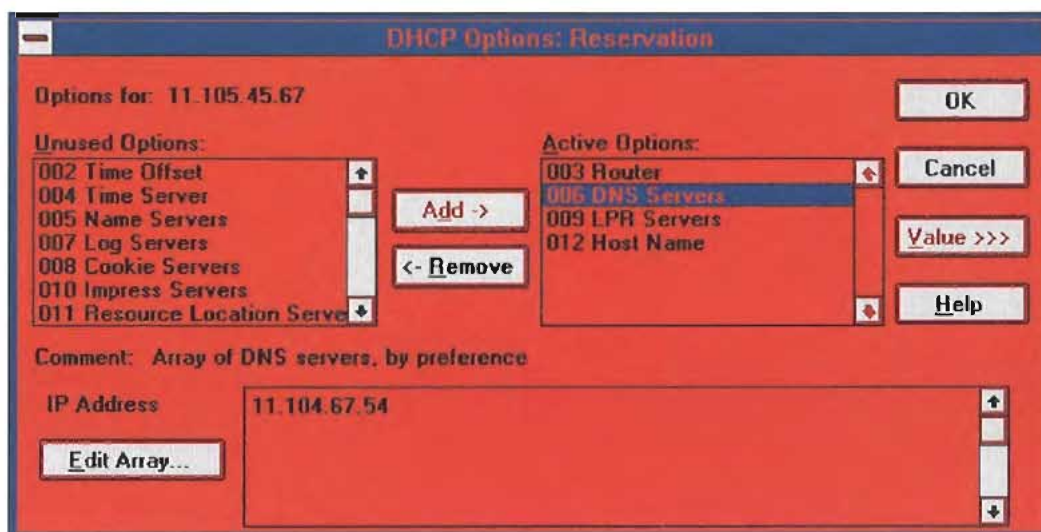 DHCP Options: Reservation
Options for: 11.105.45.67
OK
Unused Options:
002 Time Offset
004 Time Server
005 Name Servers
007 Log Servers
008 Cookie Servers
010 Impress Servers
011 Resource Location Serve
Add ->
<- Remove
Active Options:
003 Router
006 DNS Servers
009 LPR Servers
012 Host Name
Cancel
Value >>>
Help
Comment: Array of DNS servers, by preference
IP Address
11.104.67.54
Edit Array...